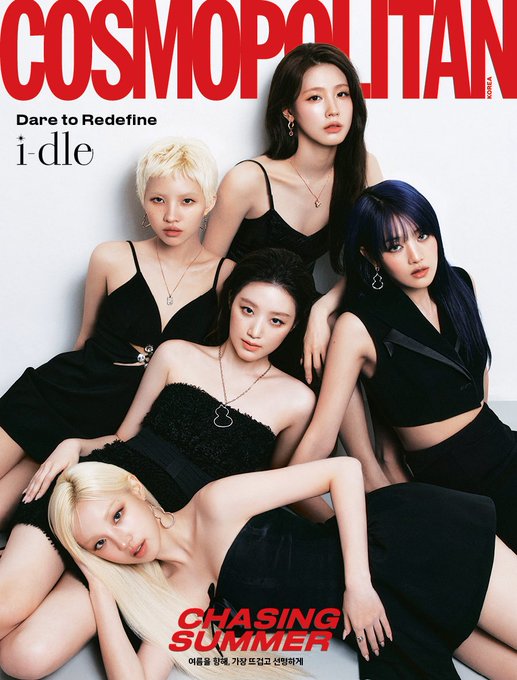 COSMOPOLITAN
KOREA
Dare to Redefine
i-dle
CHASING
SUMMER
여름을 향해, 가장 뜨겁고 선명하게